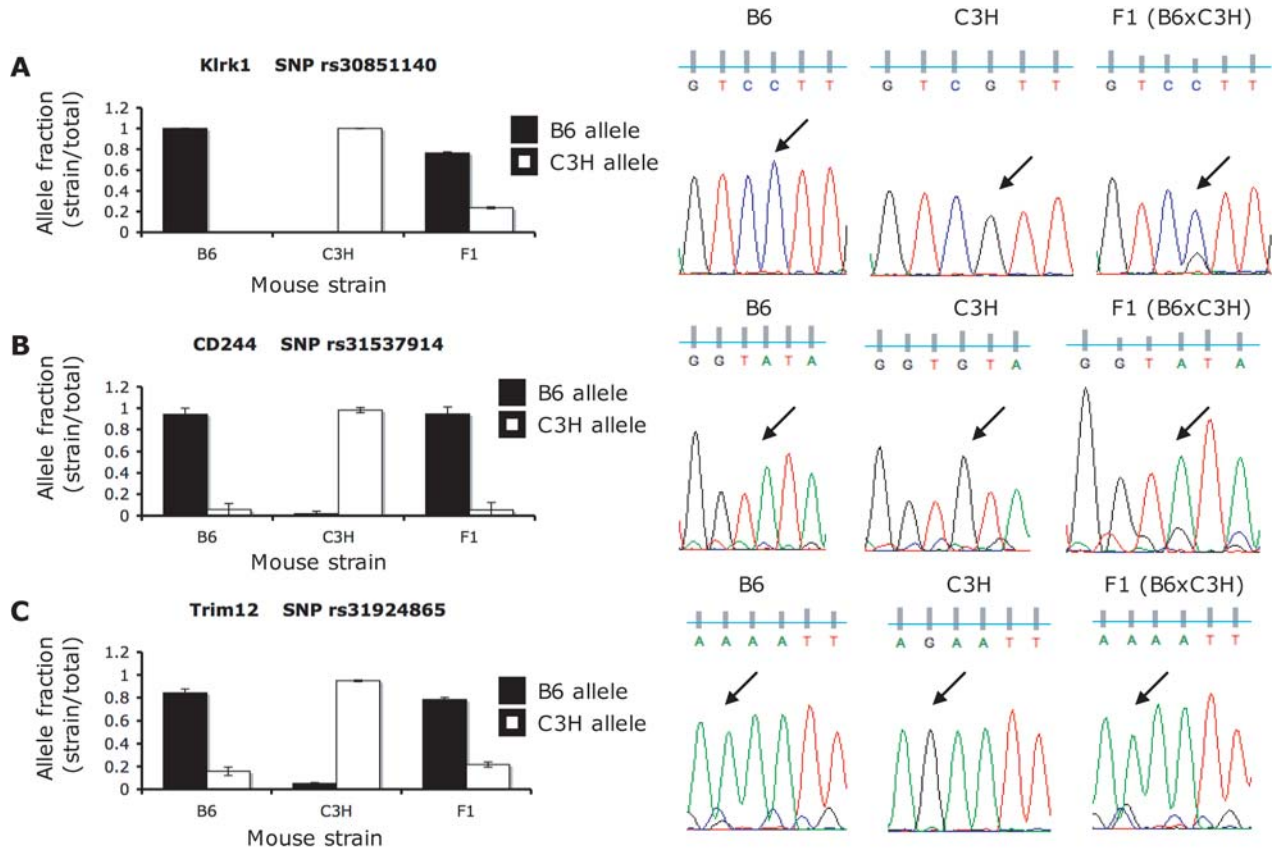 A
Klrk1 SNP rs30851140
Allele fraction
(strain/total)
1.2
1
0.8
0.6
0.4
0.2
0
B6
C3H
F1
Mouse strain
B6 allele
C3H allele
B6
C3H
F1 (B6xC3H)
G T C C T T
G T C G T T
G T C C T T
B
CD244 SNP rs31537914
Allele fraction
(strain/total)
1.2
1
0.8
0.6
0.4
0.2
0
B6
C3H
F1
Mouse strain
B6 allele
C3H allele
B6
C3H
F1 (B6xC3H)
G G T A T A
G G T G T A
G G T A T A
C
Trim12 SNP rs31924865
Allele fraction
(strain/total)
1.2
1
0.8
0.6
0.4
0.2
0
B6
C3H
F1
Mouse strain
B6 allele
C3H allele
B6
C3H
F1 (B6xC3H)
A A A A T T
A G A A T T
A A A A T T